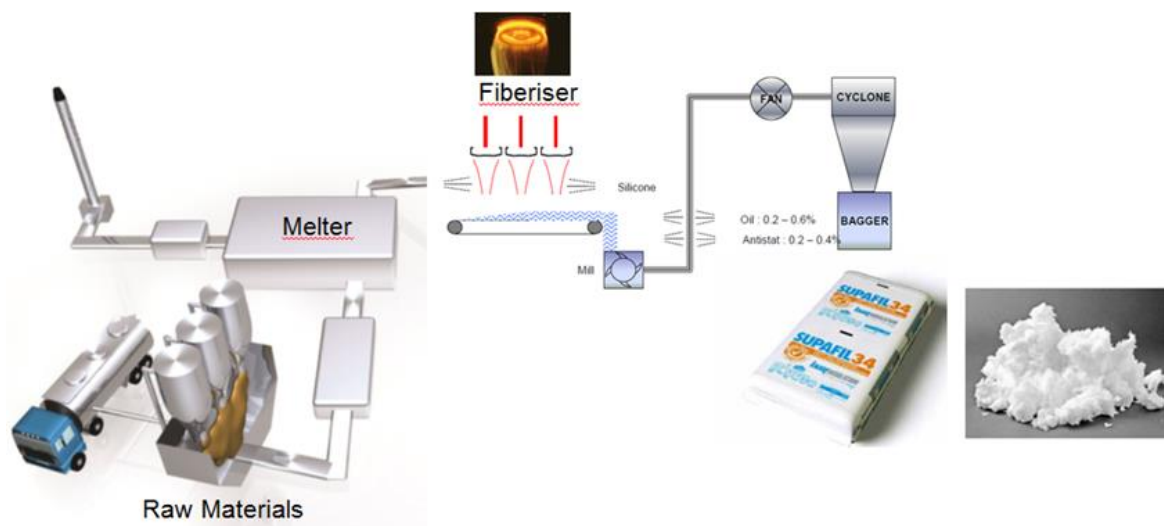 Fiberiser
FAN
CYCLONE
Melter
Silicone
Oil : 0.2 – 0.6%
BAGGER
Antistat : 0.2 – 0.4%
Mill
SUPAFIL34
SUPAFIL34
Raw Materials